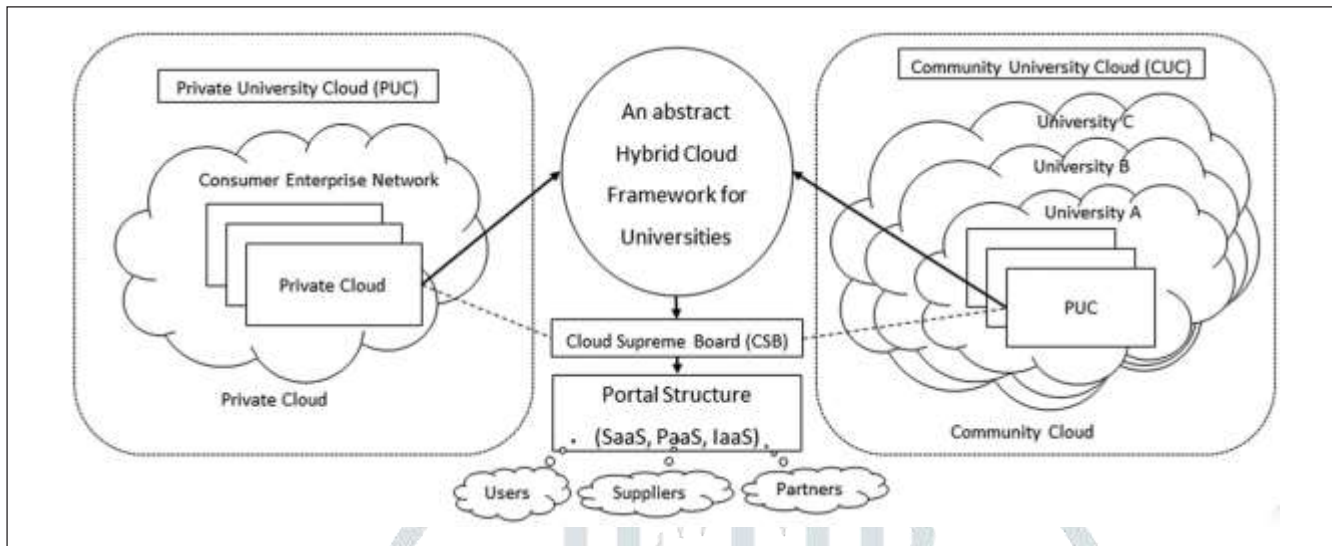 Private University Cloud (PUC)
Consumer Enterprise Network
Private Cloud
Private Cloud
An abstract
Hybrid Cloud
Framework for
Universities
Cloud Supreme Board (CSB)
Portal Structure
(SaaS, PaaS, IaaS)
Users
Suppliers
Partners
Community University Cloud (CUC)
University C
University B
University A
PUC
Community Cloud